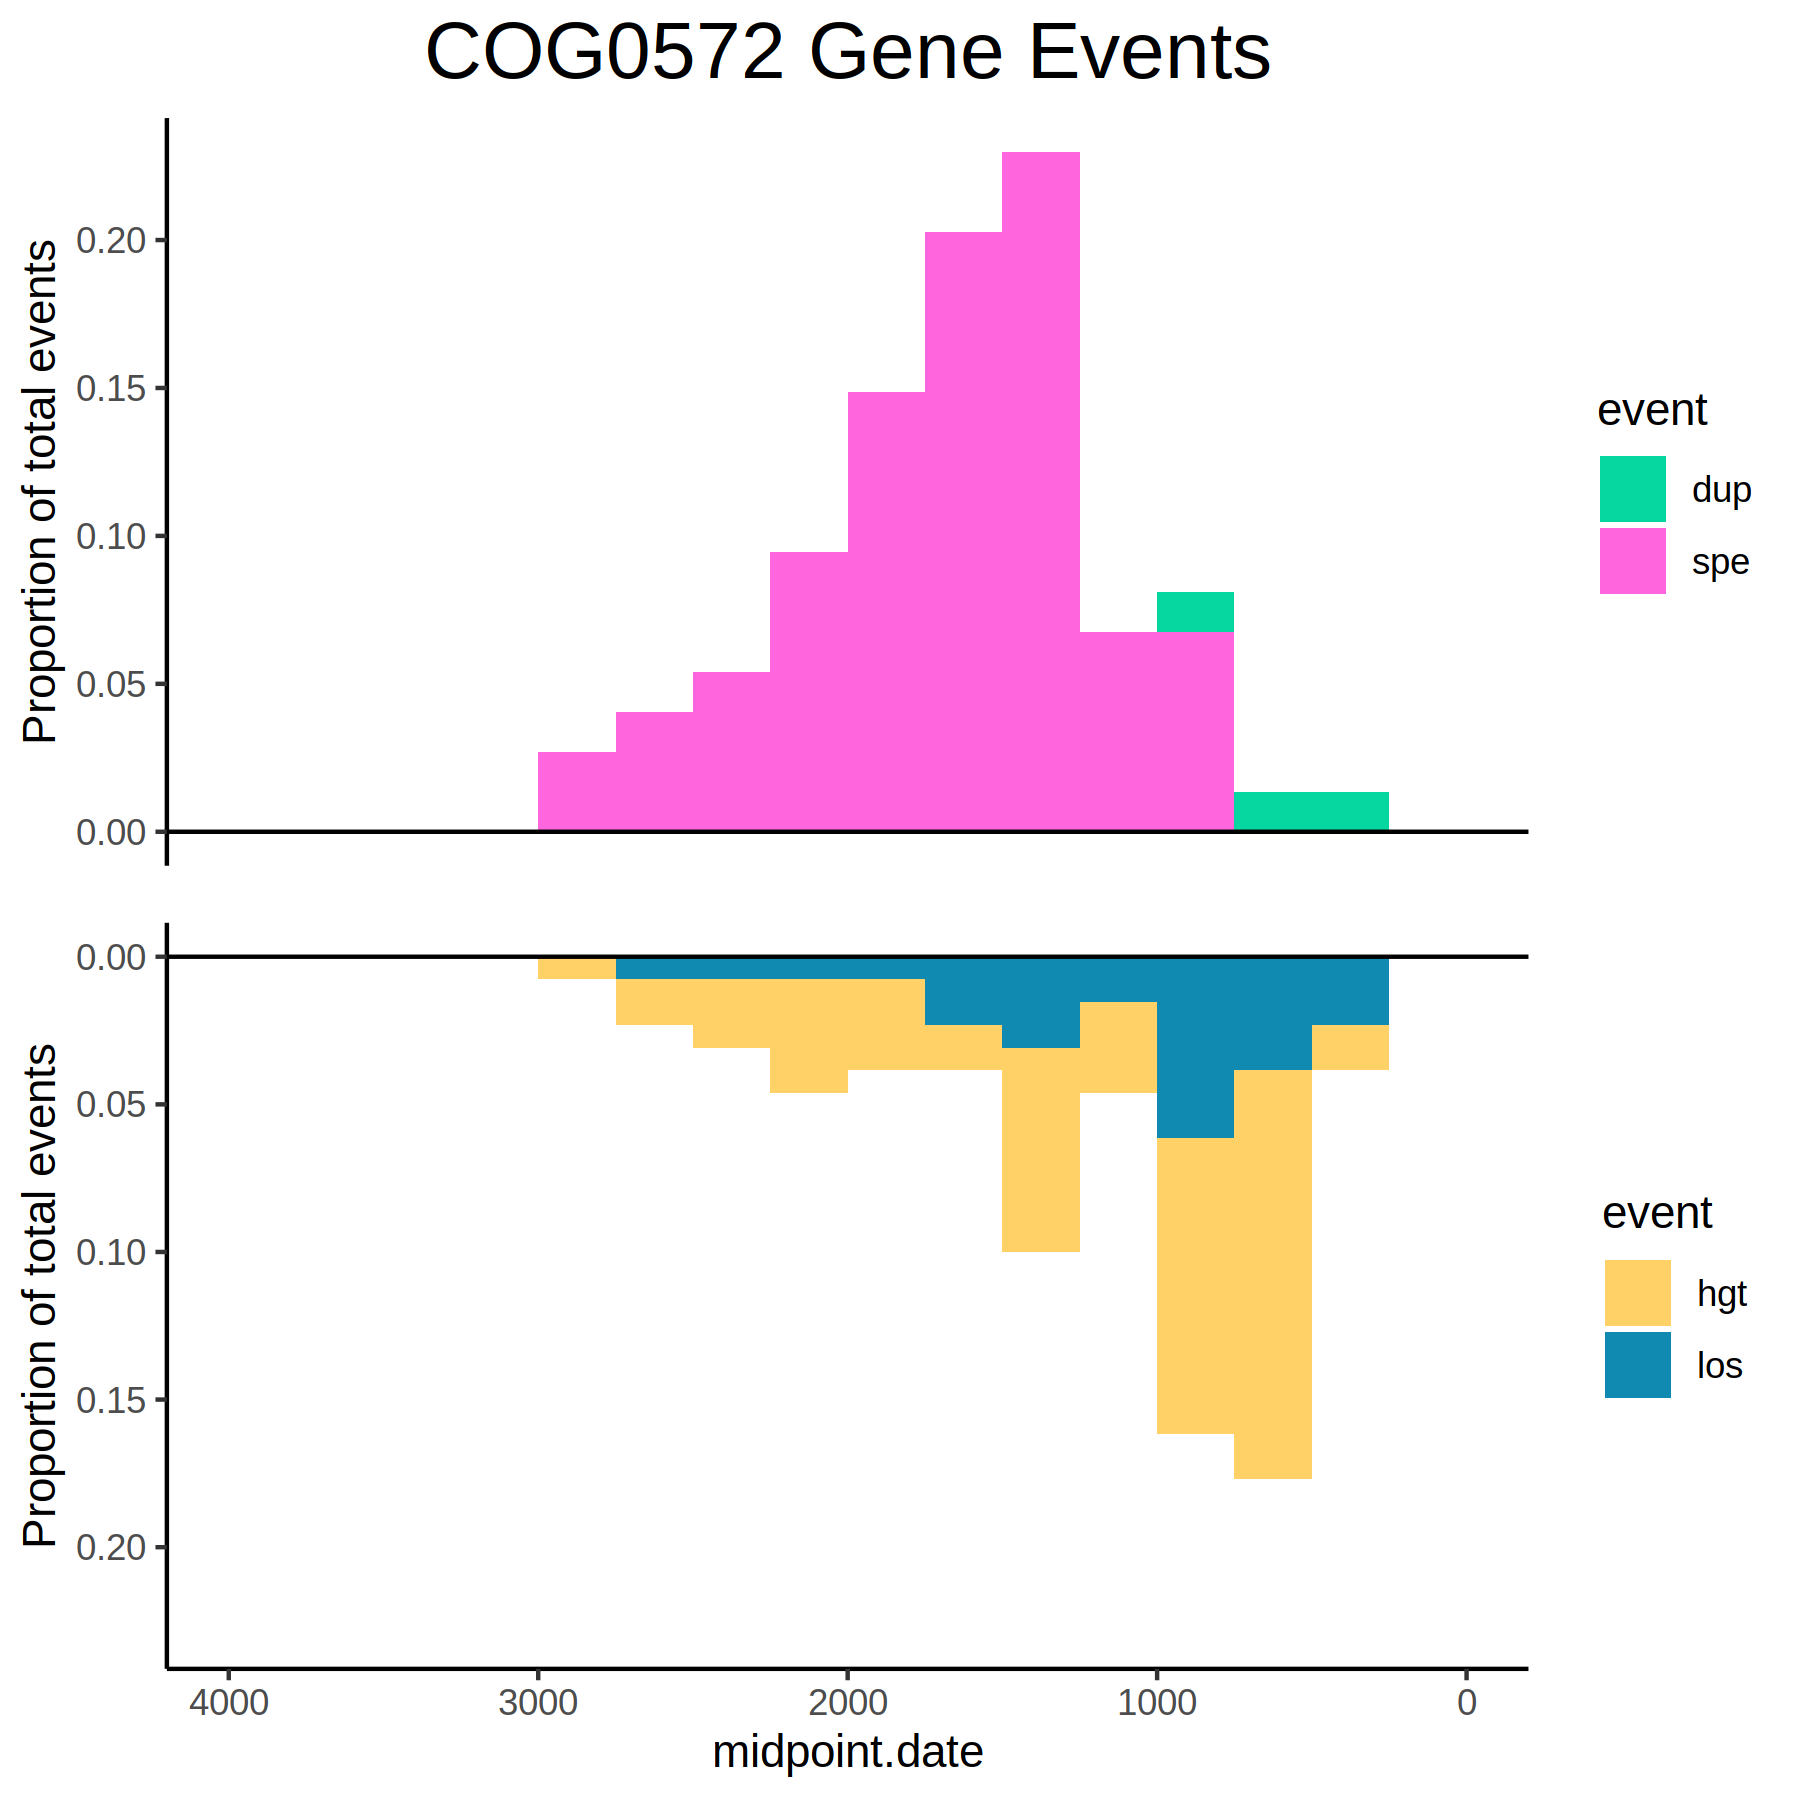 COG0572 Gene Events
Proportion of total events
0.20
0.15
0.10
0.05
0.00
event
dup
spe
Proportion of total events
0.00
0.05
0.10
0.15
0.20
event
hgt
los
4000 3000 2000 1000 0
midpoint.date